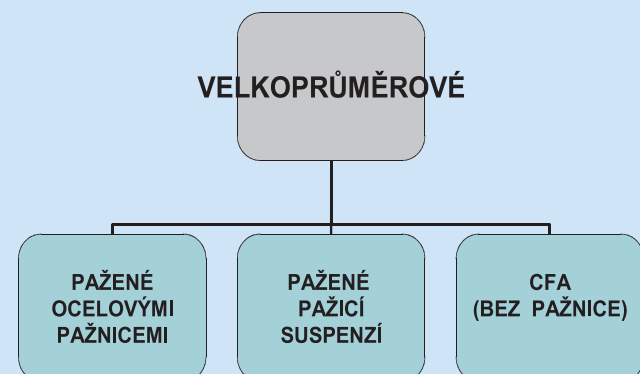 VELKOPRŮMĚROVÉ
PAŽENÉ
OCELOVÝMI
PAŽNICEMI
PAŽENÉ
PAŽICÍ
SUSPENZÍ
CFA
(BEZ PAŽNICE)